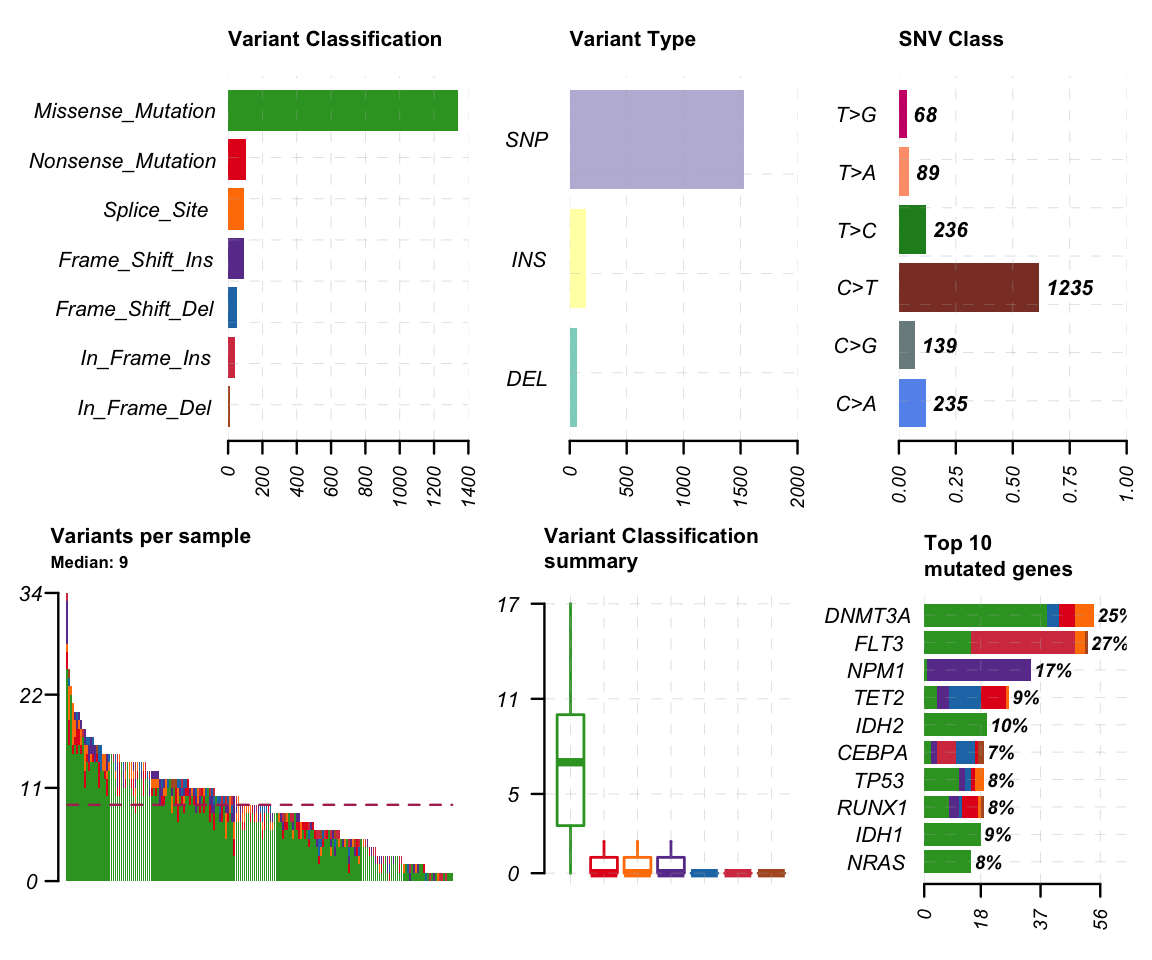 Variant Classification
Missense_Mutation
Nonsense_Mutation
Splice_Site
Frame_Shift_Ins
Frame_Shift_Del
In_Frame_Ins
In_Frame_Del
0
200
400
600
800
1000
1200
1400
Variant Type
SNP
INS
DEL
0
500
1000
1500
2000
SNV Class
T>G 68
T>A 89
T>C 236
C>T 1235
C>G 139
C>A 235
0.00
0.25
0.50
0.75
1.00
Variants per sample
Median: 9
34
22
11
0
Variant Classification
summary
17
11
5
0
Top 10
mutated genes
DNMT3A 25%
FLT3 27%
NPM1 17%
TET2 9%
IDH2 10%
CEBPA 7%
TP53 8%
RUNX1 8%
IDH1 9%
NRAS 8%
0
18
37
56